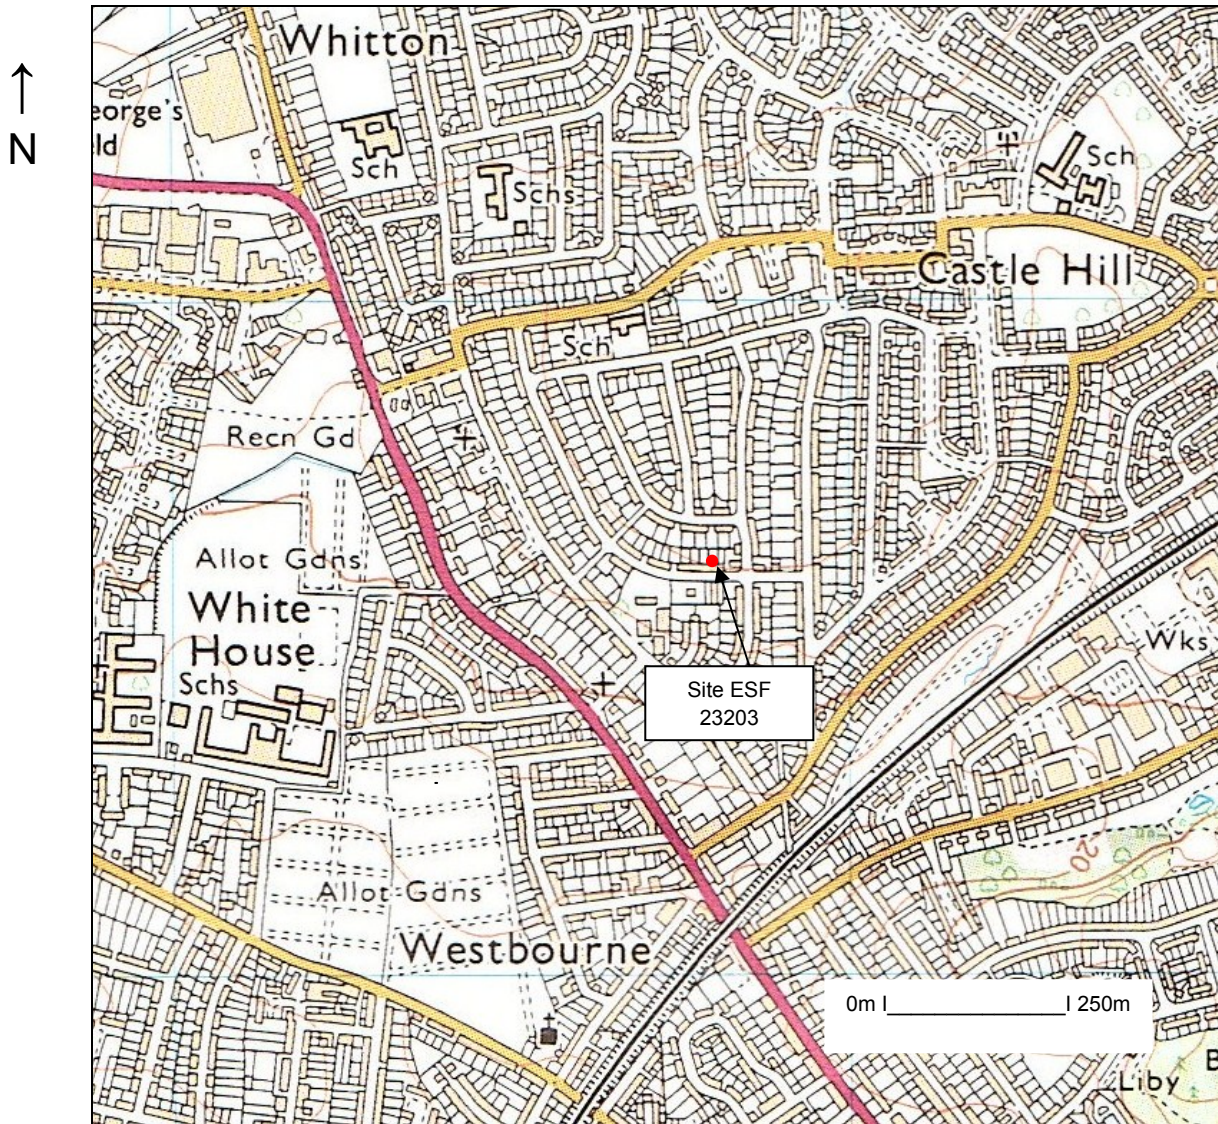 N
Whitton
eorge's
ld
Sch
Schs
Sch
Castle Hill
Sch
Recn Gd
Allot Gdns
White
House
Schs
Wks
Site ESF
23203
20
Allot Gdns
Westbourne
0m I________________I 250m
Liby
B